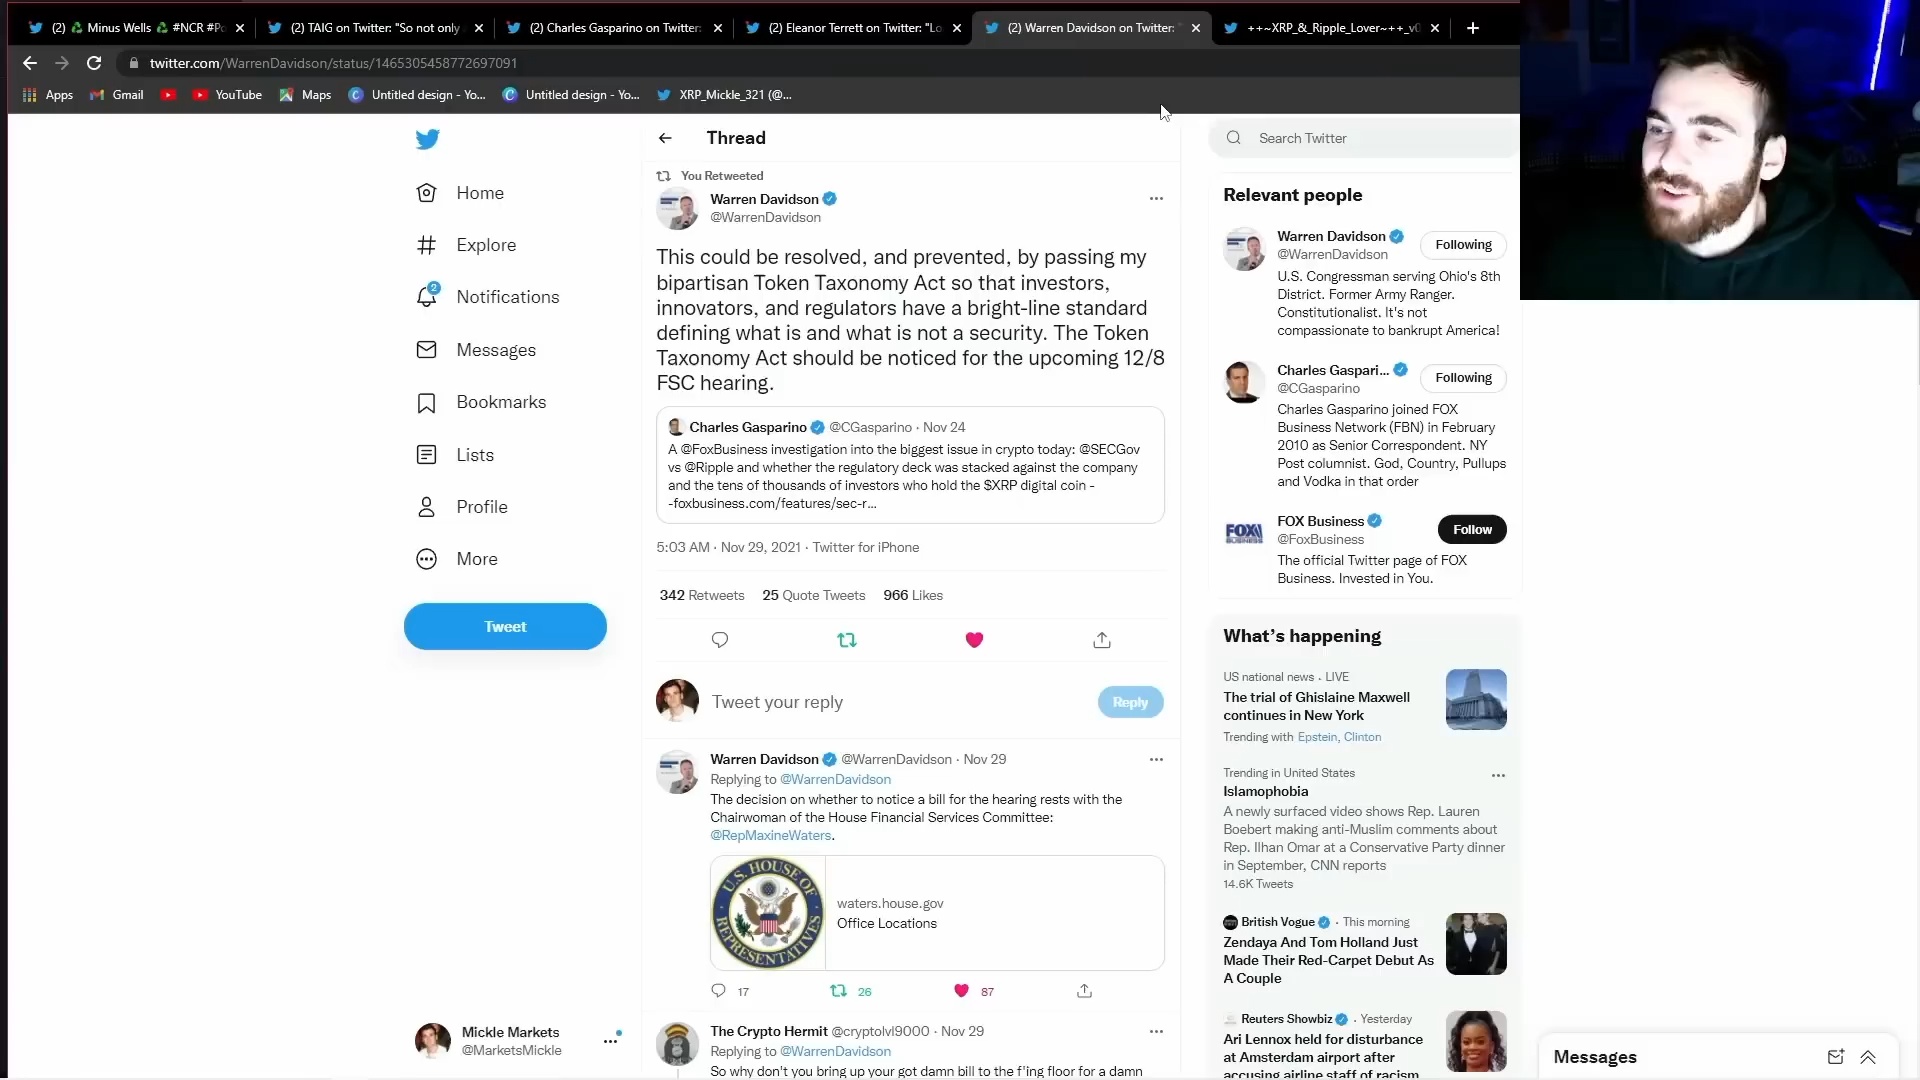 (2) ♻ Minus Wells ♻ #NCR #Po
(2) TAIG on Twitter: "So not only
(2) Charles Gasparino on Twitter:
(2) Eleanor Terrett on Twitter: "Lo
(2) Warren Davidson on Twitter: "
++~XRP_&_Ripple_Lover~++_v
twitter.com/WarrenDavidson/status/1465305458772697091
Apps
Gmail
YouTube
Maps
Untitled design - Yo...
Untitled design - Yo...
XRP_Mickle_321 (@...
Home
Explore
2
Notifications
Messages
Bookmarks
Lists
Profile
More
Tweet
Mickle Markets
@MarketsMickle
Thread
You Retweeted
Warren Davidson
@WarrenDavidson
This could be resolved, and prevented, by passing my
bipartisan Token Taxonomy Act so that investors,
innovators, and regulators have a bright-line standard
defining what is and what is not a security. The Token
Taxonomy Act should be noticed for the upcoming 12/8
FSC hearing.
Charles Gasparino @CGasparino · Nov 24
A @FoxBusiness investigation into the biggest issue in crypto today: @SECGov
vs @Ripple and whether the regulatory deck was stacked against the company
and the tens of thousands of investors who hold the $XRP digital coin -
-foxbusiness.com/features/sec-r...
5:03 AM · Nov 29, 2021 · Twitter for iPhone
342 Retweets 25 Quote Tweets 966 Likes
Tweet your reply
Reply
Warren Davidson @WarrenDavidson · Nov 29
Replying to @WarrenDavidson
The decision on whether to notice a bill for the hearing rests with the
Chairwoman of the House Financial Services Committee:
@RepMaxineWaters.
U.S. HOUSE OF
REPRESENTATIVES
waters.house.gov
Office Locations
17 26 87
The Crypto Hermit @cryptolvl9000 · Nov 29
Replying to @WarrenDavidson
So why don't you bring up your got damn bill to the f'ing floor for a damn
Search Twitter
Relevant people
Warren Davidson
@WarrenDavidson
Following
U.S. Congressman serving Ohio's 8th
District. Former Army Ranger.
Constitutionalist. It's not
compassionate to bankrupt America!
Charles Gaspari...
@CGasparino
Following
Charles Gasparino joined FOX
Business Network (FBN) in February
2010 as Senior Correspondent. NY
Post columnist. God, Country, Pullups
and Vodka in that order
FOX
BUSINESS
FOX Business
@FoxBusiness
Follow
The official Twitter page of FOX
Business. Invested in You.
What's happening
US national news · LIVE
The trial of Ghislaine Maxwell
continues in New York
Trending with Epstein, Clinton
Trending in United States
Islamophobia
A newly surfaced video shows Rep. Lauren
Boebert making anti-Muslim comments about
Rep. Ilhan Omar at a Conservative Party dinner
in September, CNN reports
14.6K Tweets
British Vogue · This morning
Zendaya And Tom Holland Just
Made Their Red-Carpet Debut As
A Couple
Reuters Showbiz · Yesterday
Ari Lennox held for disturbance
at Amsterdam airport after
accusing airline staff of racism
Messages